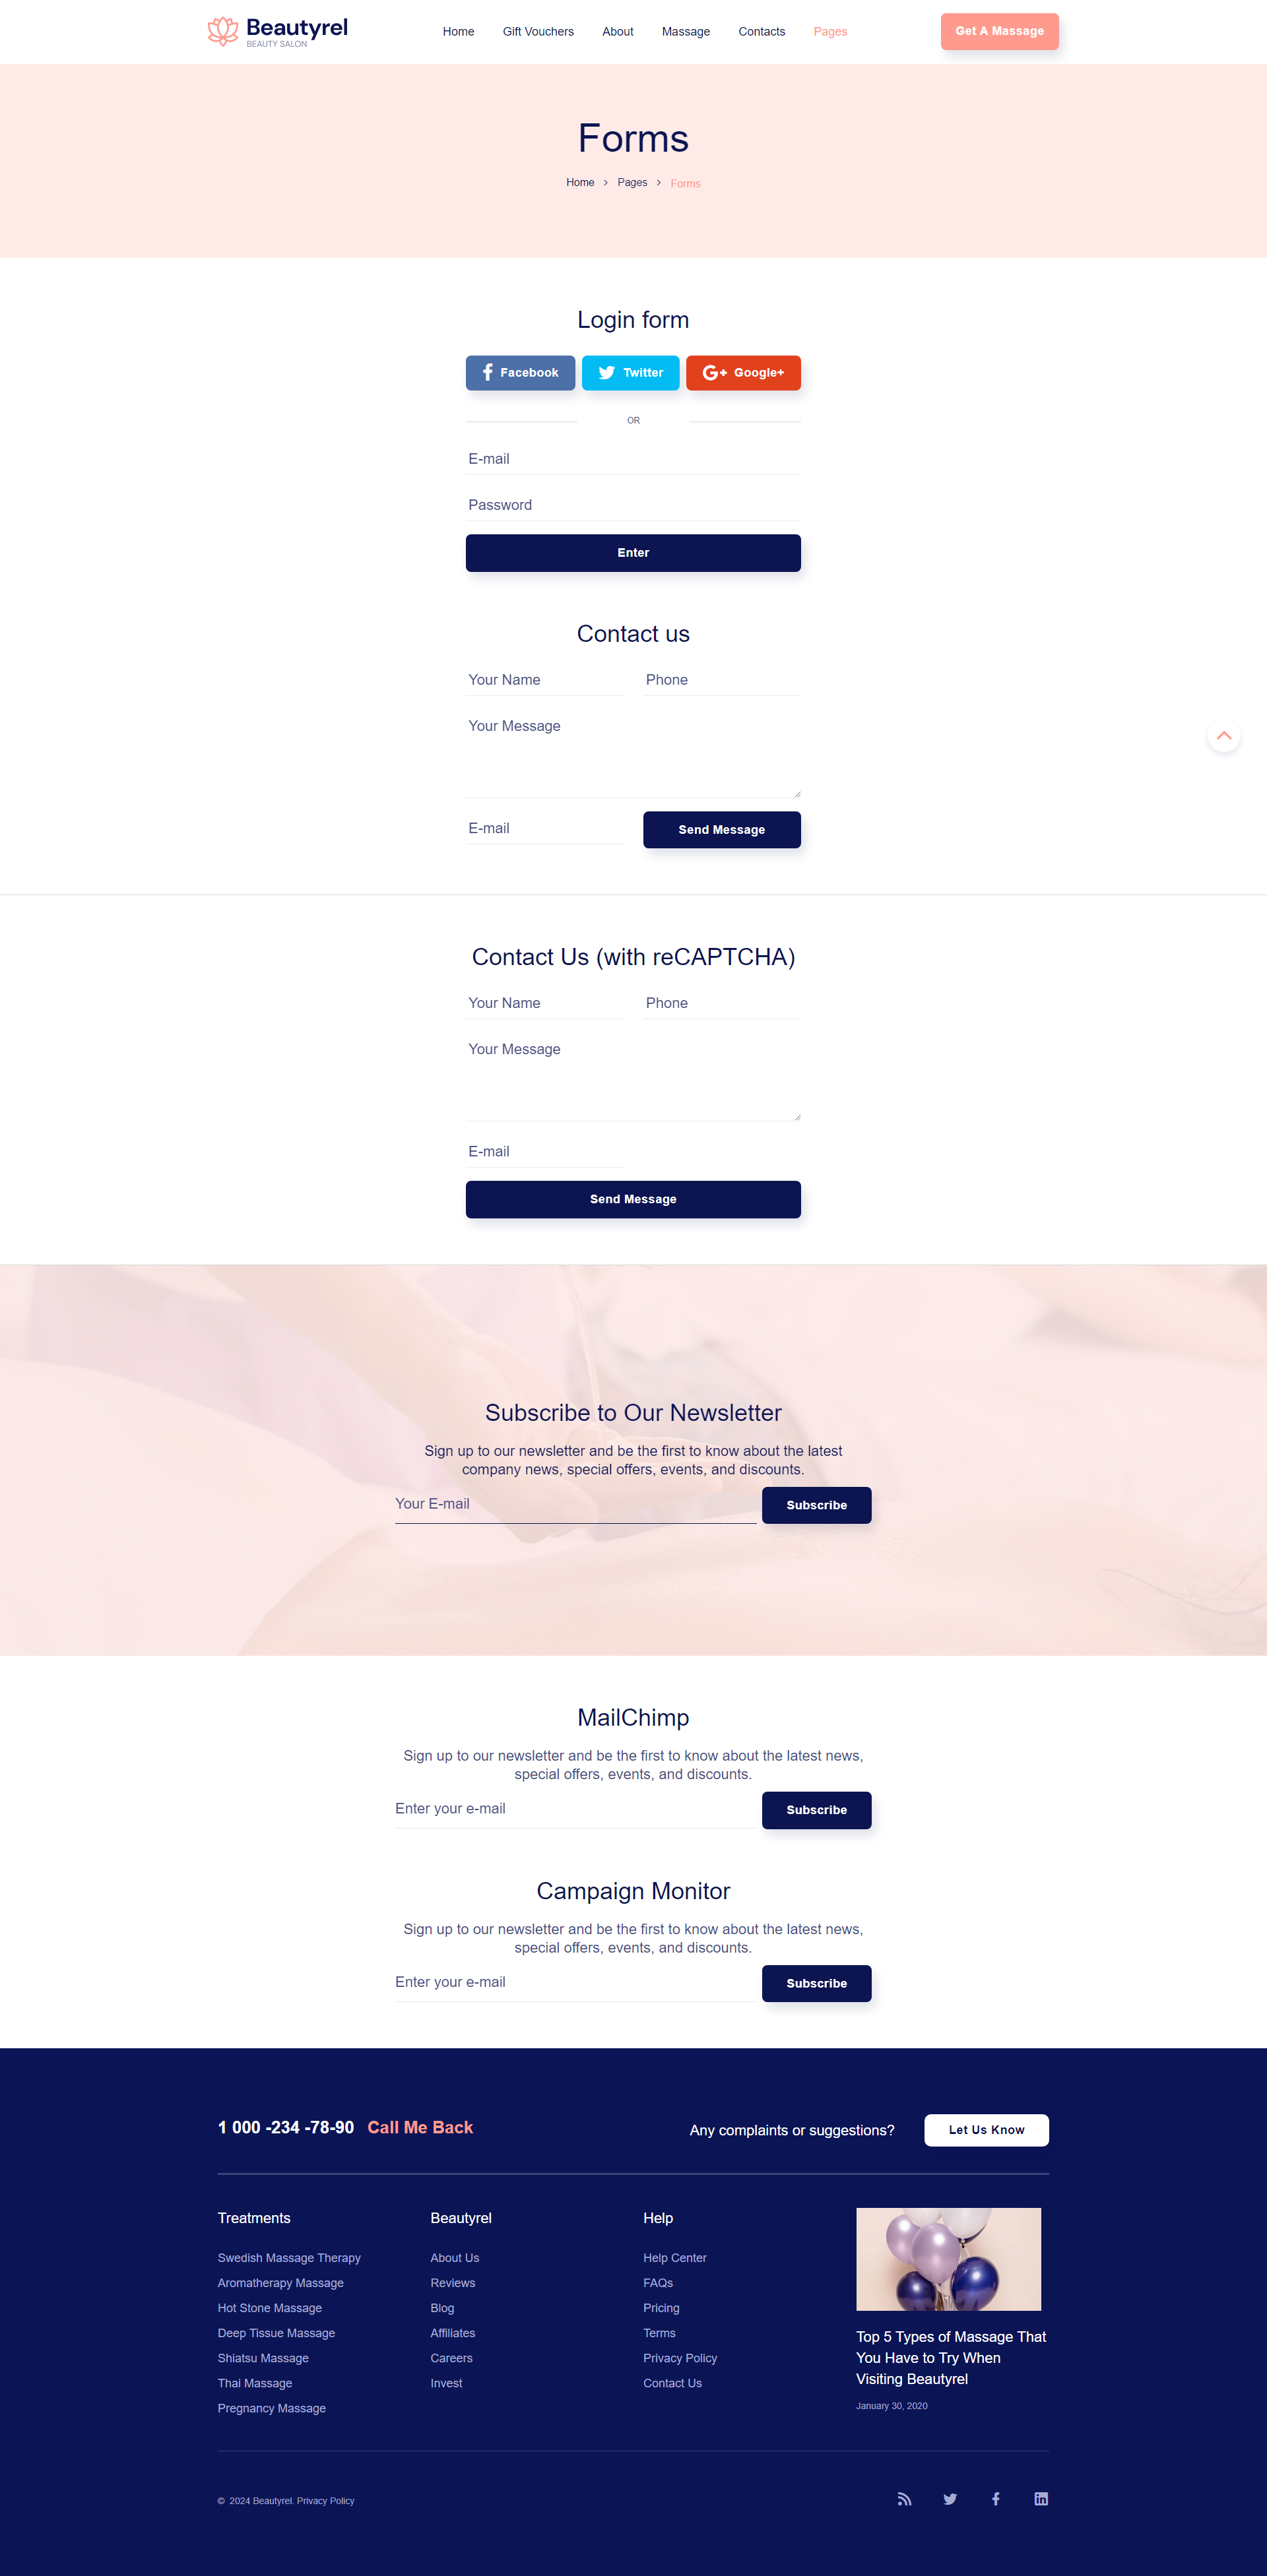 Beautyrel
BEAUTY SALON
Home Gift Vouchers About Massage Contacts Pages
Get A Massage
Forms
Home > Pages > Forms
Login form
Facebook Twitter Google+
OR
E-mail
Password
Enter
Contact us
Your Name Phone
Your Message
E-mail Send Message
Contact Us (with reCAPTCHA)
Your Name Phone
Your Message
E-mail
Send Message
Subscribe to Our Newsletter
Sign up to our newsletter and be the first to know about the latest
company news, special offers, events, and discounts.
Your E-mail Subscribe
MailChimp
Sign up to our newsletter and be the first to know about the latest news,
special offers, events, and discounts.
Enter your e-mail Subscribe
Campaign Monitor
Sign up to our newsletter and be the first to know about the latest news,
special offers, events, and discounts.
Enter your e-mail Subscribe
1 000 -234 -78-90 Call Me Back
Any complaints or suggestions? Let Us Know
Treatments
Swedish Massage Therapy
Aromatherapy Massage
Hot Stone Massage
Deep Tissue Massage
Shiatsu Massage
Thai Massage
Pregnancy Massage
Beautyrel
About Us
Reviews
Blog
Affiliates
Careers
Invest
Help
Help Center
FAQs
Pricing
Terms
Privacy Policy
Contact Us
Top 5 Types of Massage That
You Have to Try When
Visiting Beautyrel
January 30, 2020
© 2024 Beautyrel. Privacy Policy